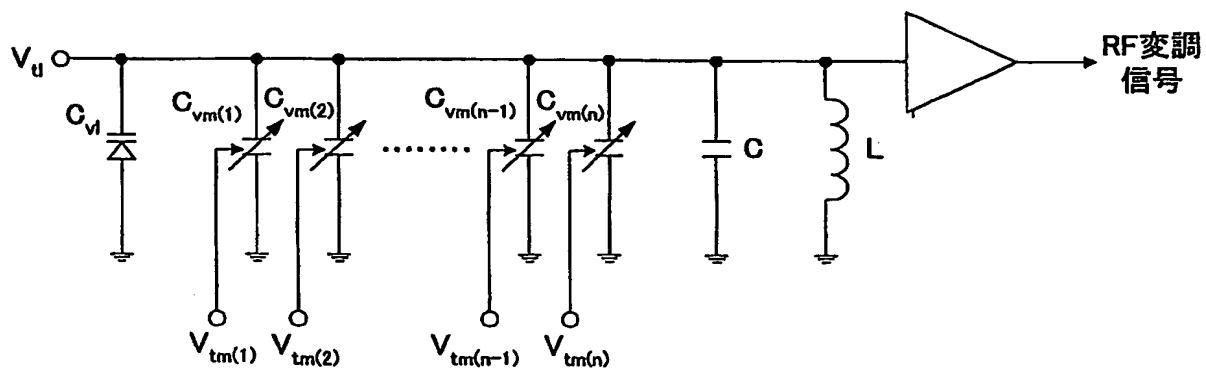 V_tl
C_vl
C_vm(1)
C_vm(2)
C_vm(n-1)
C_vm(n)
C
L
RF変調
信号
V_tm(1)
V_tm(2)
V_tm(n-1)
V_tm(n)